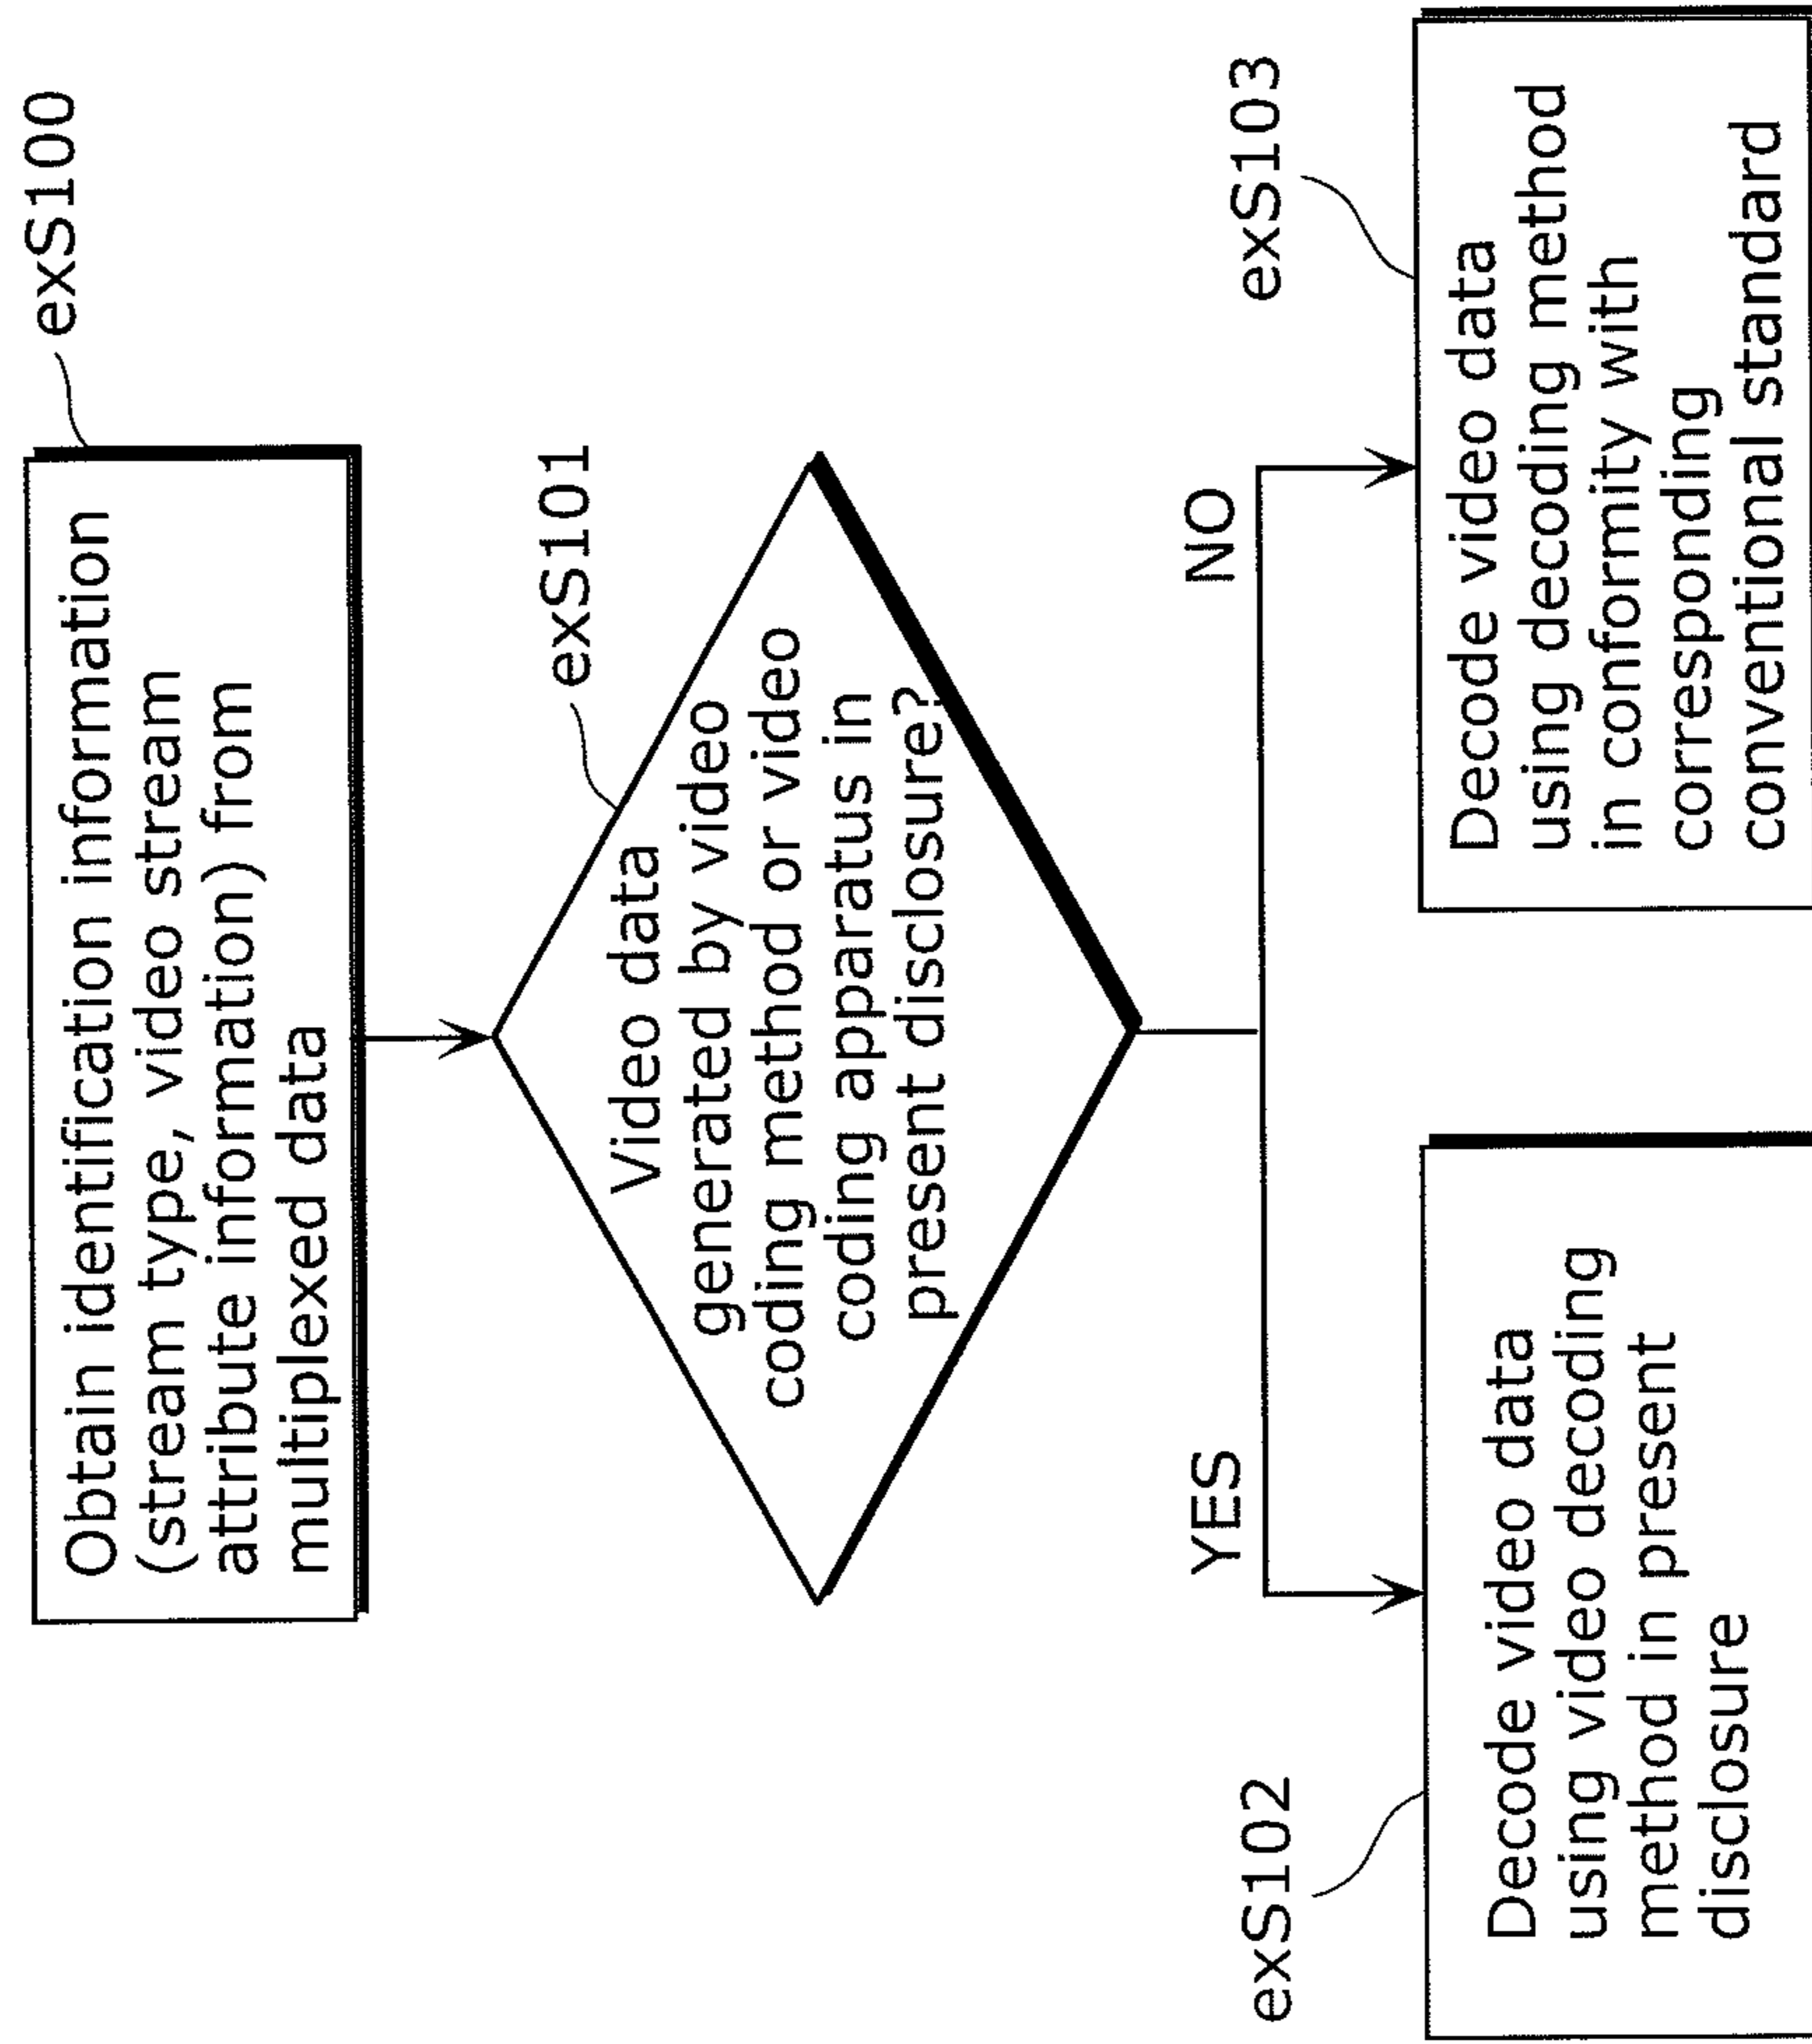 exS100
Obtain identification information
(stream type, video stream
attribute information) from
multiplexed data
exS101
Video data
generated by video
coding method or video
coding apparatus in
present disclosure?
YES
NO
exS102
Decode video data
using video decoding
method in present
disclosure
exS103
Decode video data
using decoding method
in conformity with
corresponding
conventional standard